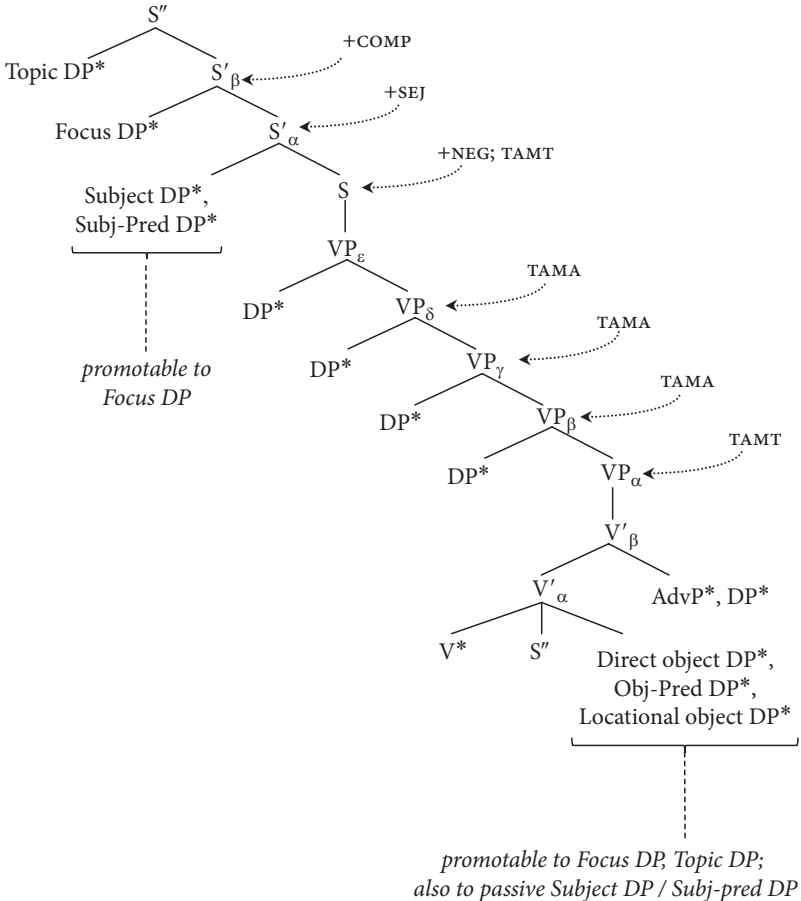 S″
+COMP
Topic DP*
S′β
+SEJ
Focus DP*
S′α
+NEG; TAMT
Subject DP*,
Subj-Pred DP*
S
VPε
TAMA
DP*
VPδ
TAMA
promotable to
Focus DP
DP*
VPγ
TAMA
DP*
VPβ
TAMT
DP*
VPα
V′β
V′α
AdvP*, DP*
V*
S″
Direct object DP*,
Obj-Pred DP*,
Locational object DP*
promotable to Focus DP, Topic DP;
also to passive Subject DP / Subj-pred DP